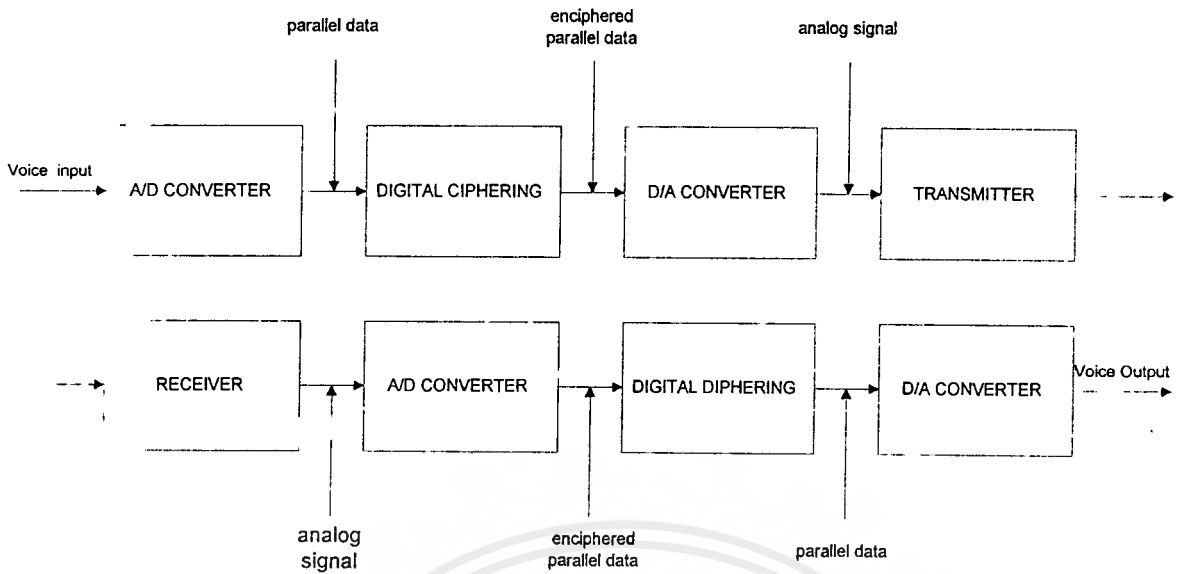 parallel data
enciphered
parallel data
analog signal
Voice input
A/D CONVERTER
DIGITAL CIPHERING
D/A CONVERTER
TRANSMITTER
RECEIVER
A/D CONVERTER
DIGITAL DIPHERING
D/A CONVERTER
Voice Output
analog
signal
enciphered
parallel data
parallel data